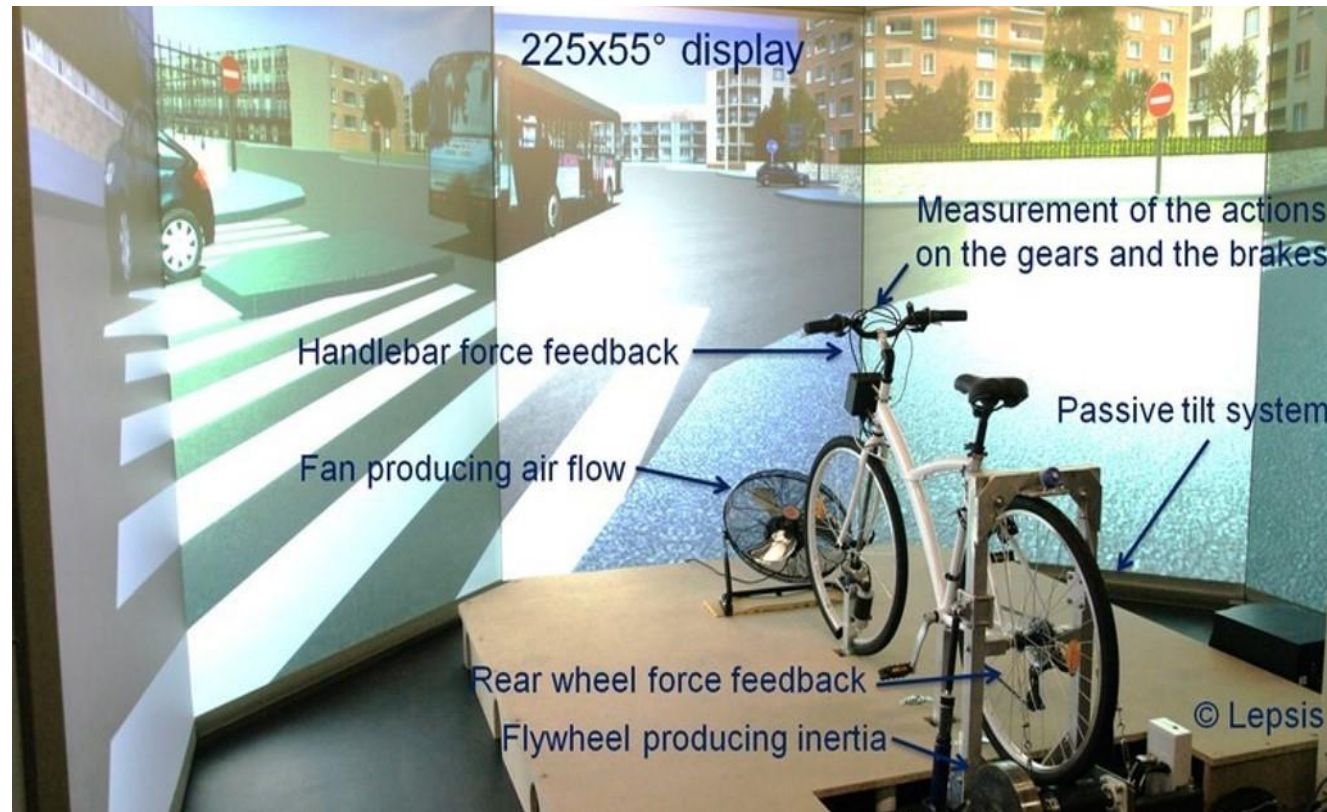 225x55° display
Measurement of the actions
on the gears and the brakes
Handlebar force feedback
Passive tilt system
Fan producing air flow
Rear wheel force feedback
© Lepsis
Flywheel producing inertia